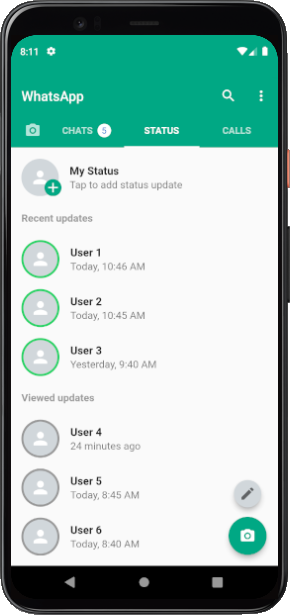 8:11
WhatsApp
CHATS 5 STATUS CALLS
My Status
Tap to add status update
Recent updates
User 1
Today, 10:46 AM
User 2
Today, 10:45 AM
User 3
Yesterday, 9:40 AM
Viewed updates
User 4
24 minutes ago
User 5
Today, 8:45 AM
User 6
Today, 8:40 AM